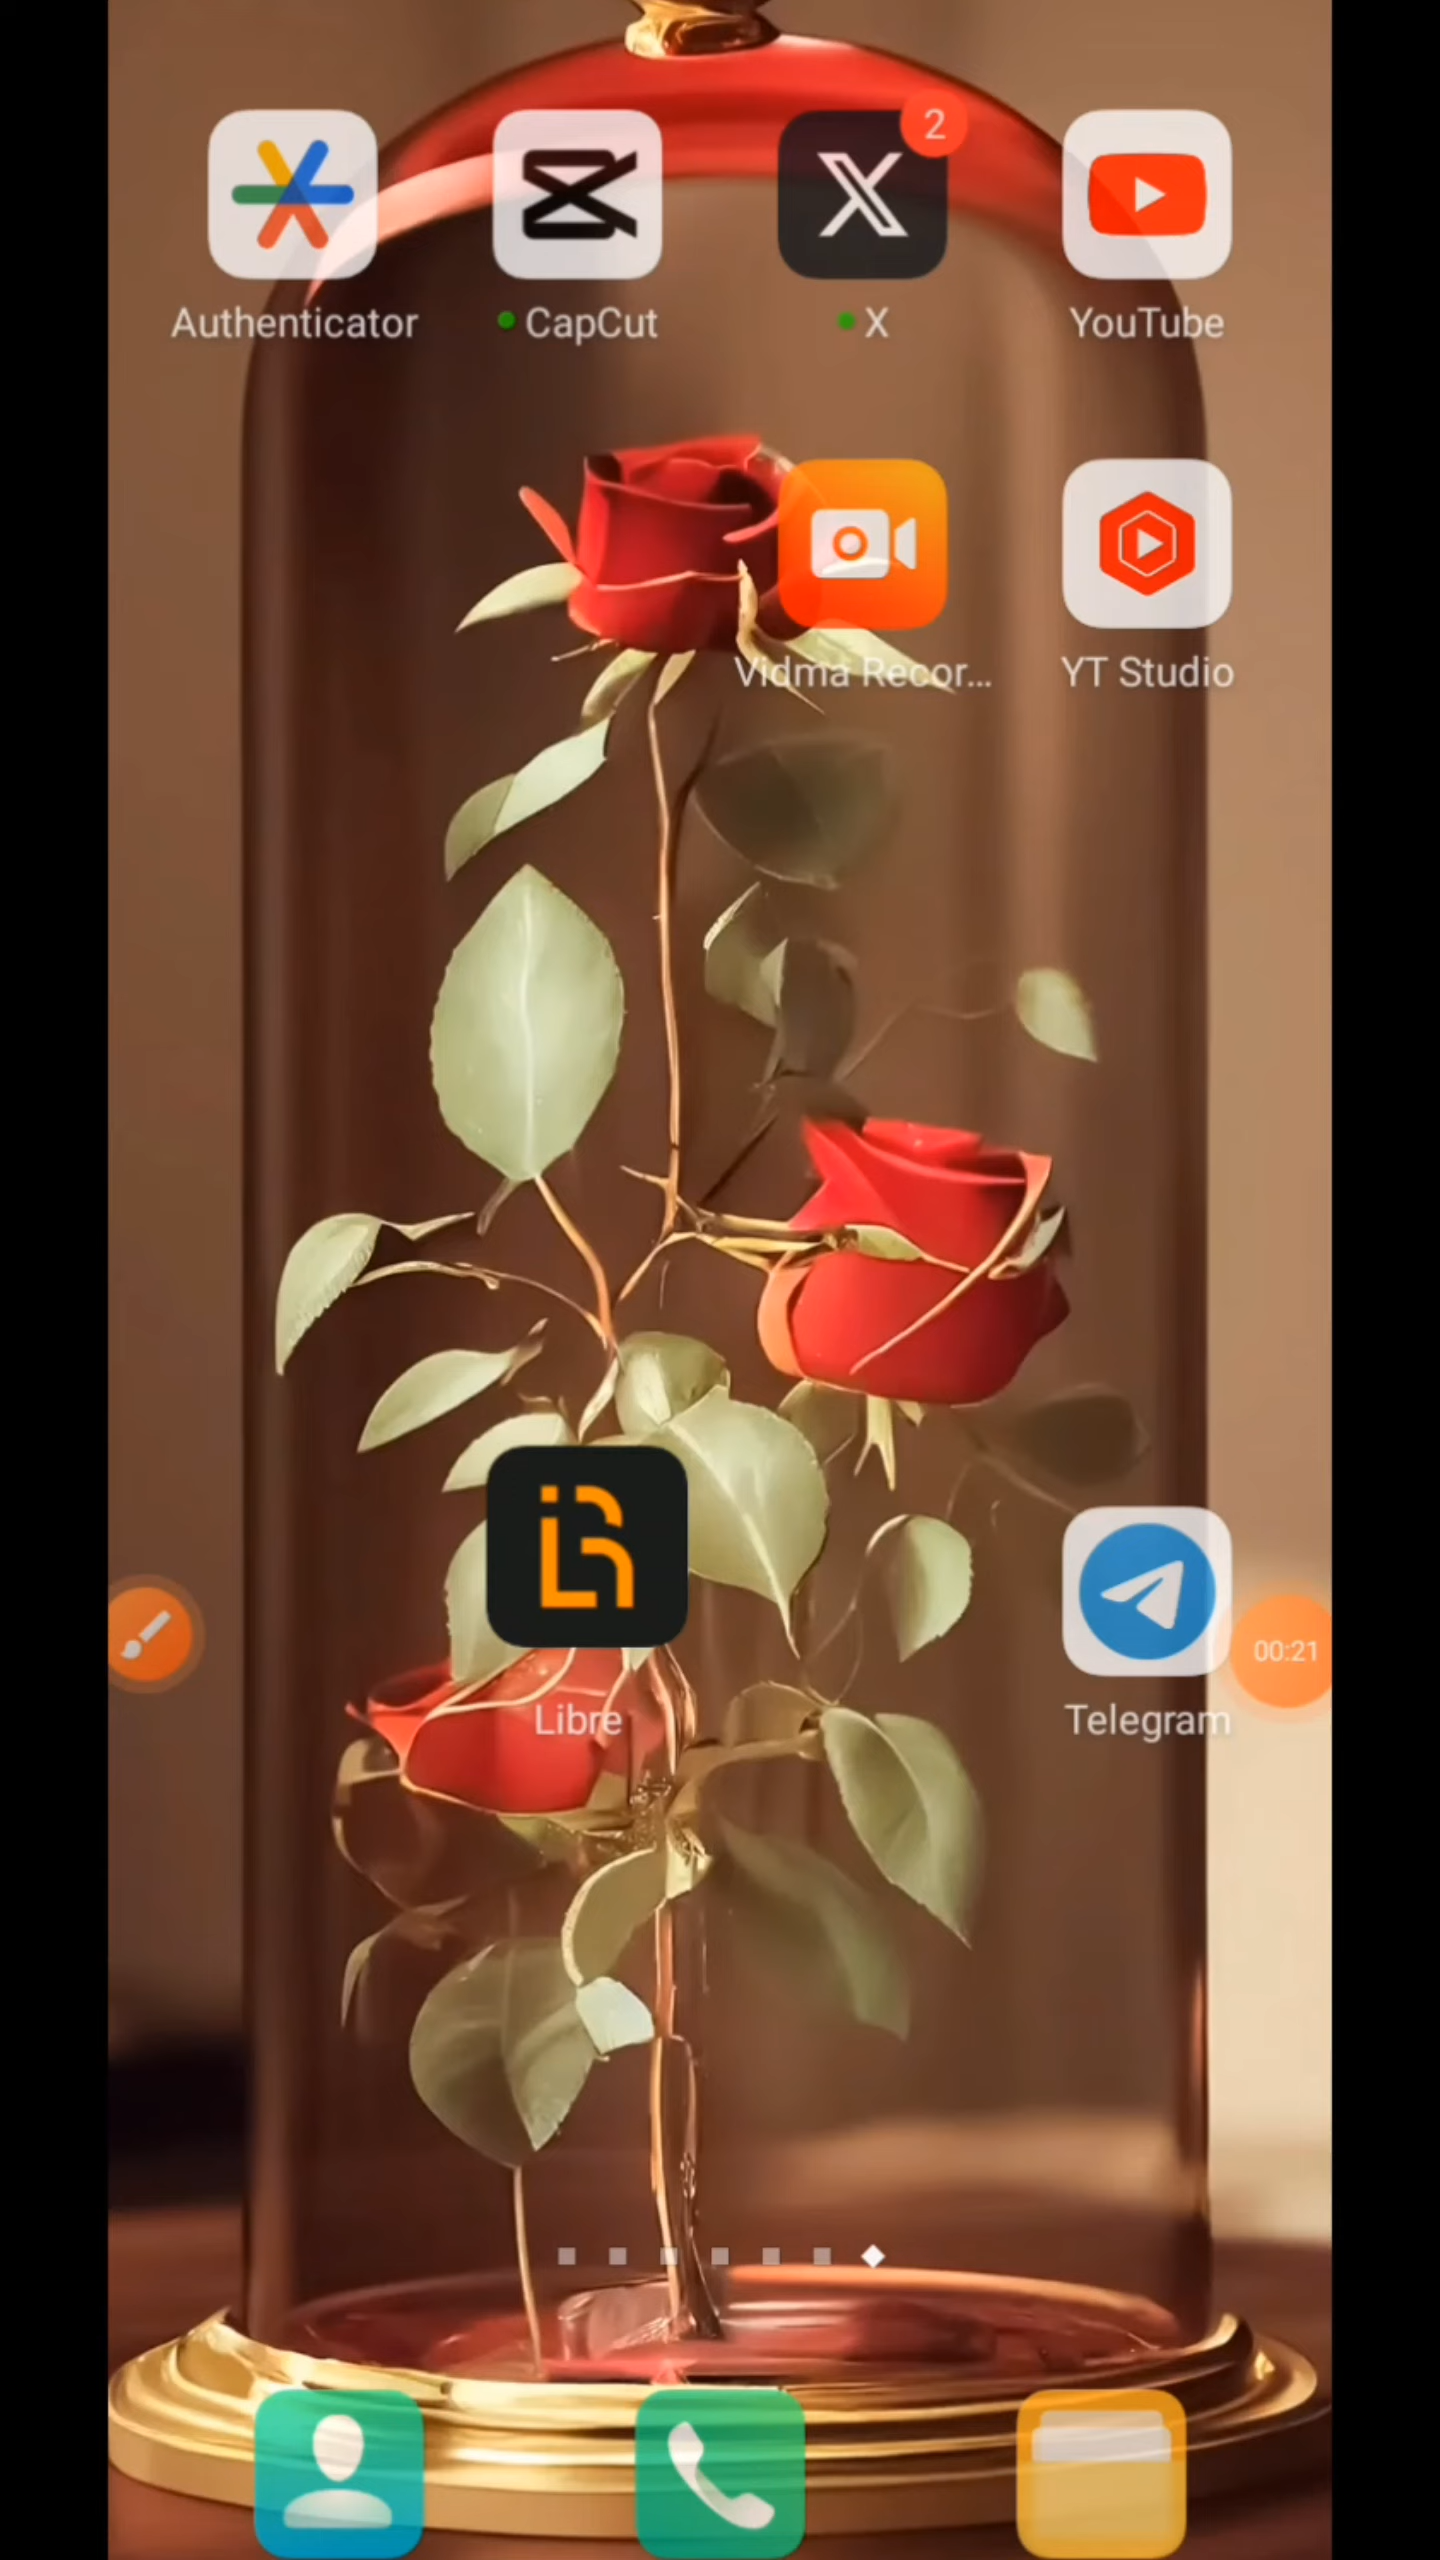 2
Authenticator
CapCut
X
YouTube
Vidma Recor...
YT Studio
00:21
Libre
Telegram